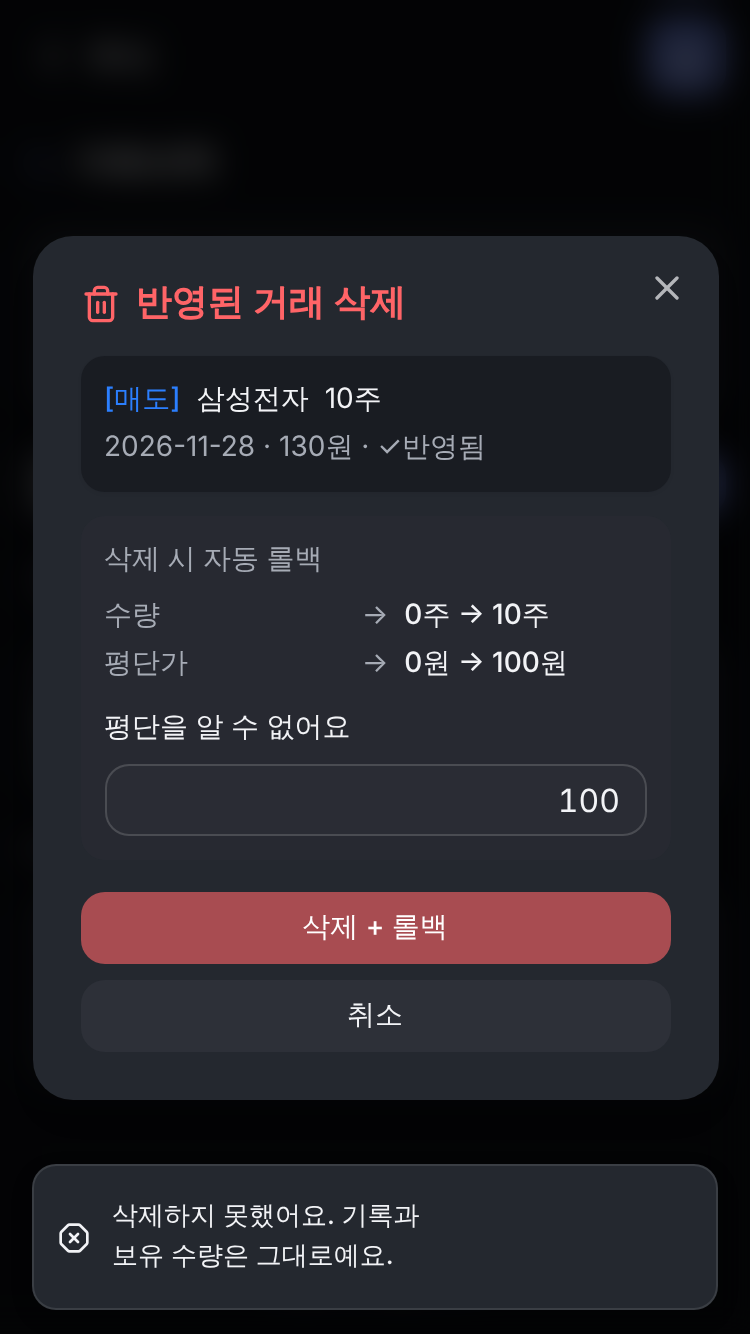 반영된 거래 삭제
[매도] 삼성전자 10주
2026-11-28 · 130원 · ✓반영됨
삭제 시 자동 롤백
수량 → 0주 → 10주
평단가 → 0원 → 100원
평단을 알 수 없어요
100
삭제 + 롤백
취소
삭제하지 못했어요. 기록과
보유 수량은 그대로예요.